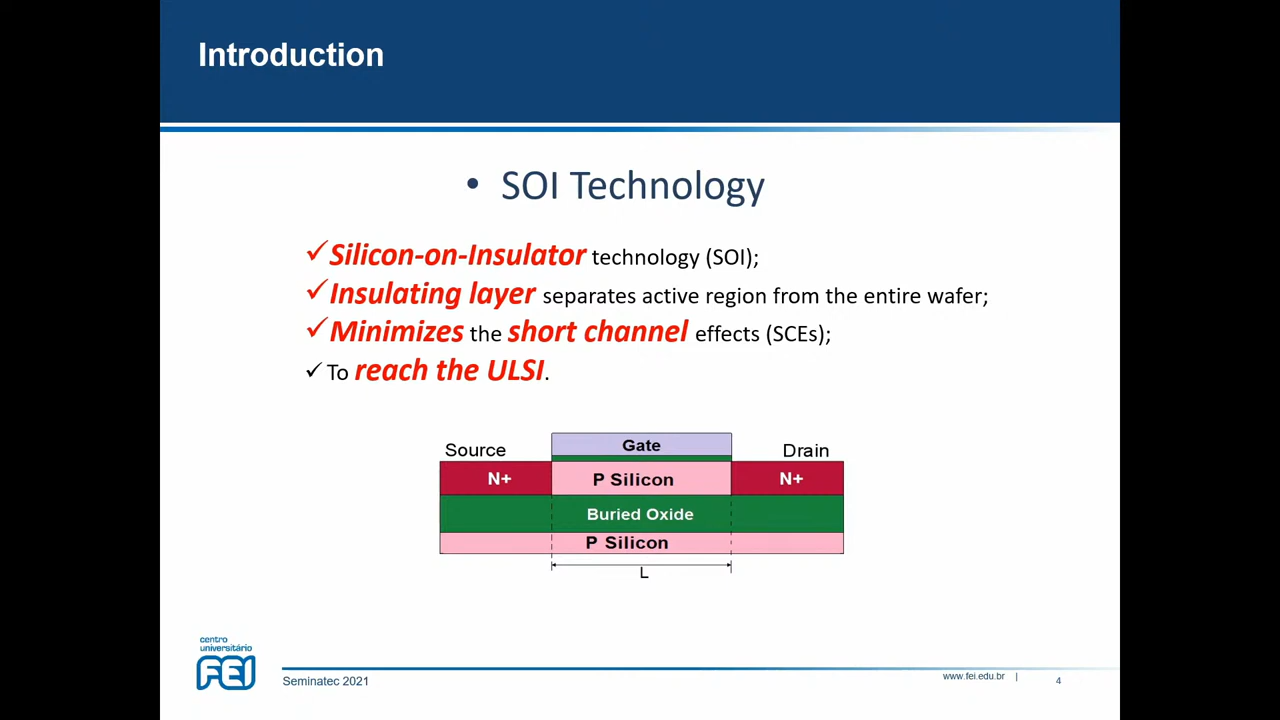 Introduction
• SOI Technology
✓Silicon-on-Insulator technology (SOI);
✓Insulating layer separates active region from the entire wafer;
✓Minimizes the short channel effects (SCEs);
✓To reach the ULSI.
Source
Gate
Drain
N+
P Silicon
N+
Buried Oxide
P Silicon
L
centro
universitário
FEI
Seminatec 2021
www.fei.edu.br |
4